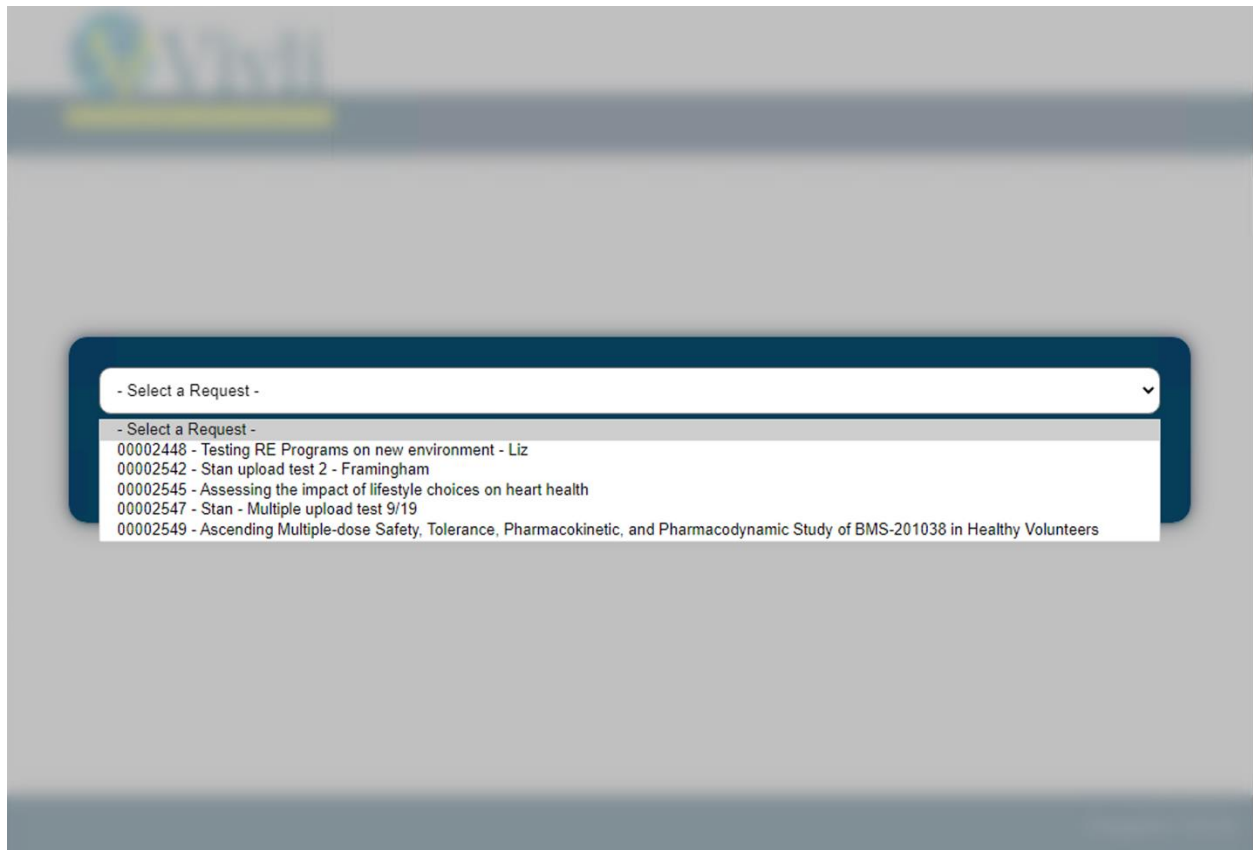 Vivli
- Select a Request -
- Select a Request -
00002448 - Testing RE Programs on new environment - Liz
00002542 - Stan upload test 2 - Framingham
00002545 - Assessing the impact of lifestyle choices on heart health
00002547 - Stan - Multiple upload test 9/19
00002549 - Ascending Multiple-dose Safety, Tolerance, Pharmacokinetic, and Pharmacodynamic Study of BMS-201038 in Healthy Volunteers